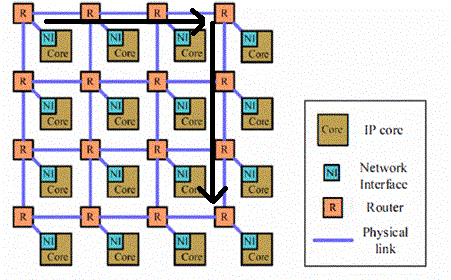 R R R R
NI NI NI NI
Core Core Core Core
R R R R
NI NI NI NI
Core Core Core Core
R R R R
NI NI NI NI
Core Core Core Core
R R R R
NI NI NI NI
Core Core Core Core
Core IP core
NI Network
Interface
R Router
Physical
link